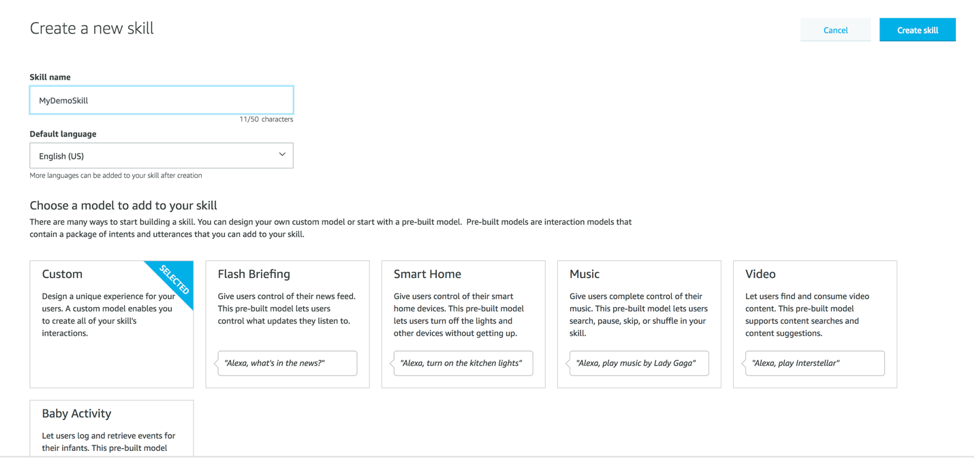 Create a new skill
Cancel
Create skill
Skill name
MyDemoSkill
11/50 characters
Default language
English (US)
More languages can be added to your skill after creation
Choose a model to add to your skill
There are many ways to start building a skill. You can design your own custom model or start with a pre-built model. Pre-built models are interaction models that
contain a package of intents and utterances that you can add to your skill.
Custom
SELECTED
Design a unique experience for your
users. A custom model enables you
to create all of your skill's
interactions.
Flash Briefing
Give users control of their news feed.
This pre-built model lets users
control what updates they listen to.
"Alexa, what's in the news?"
Smart Home
Give users control of their smart
home devices. This pre-built model
lets users turn off the lights and
other devices without getting up.
"Alexa, turn on the kitchen lights"
Music
Give users complete control of their
music. This pre-built model lets users
search, pause, skip, or shuffle in your
skill.
"Alexa, play music by Lady Gaga"
Video
Let users find and consume video
content. This pre-built model
supports content searches and
content suggestions.
"Alexa, play Interstellar"
Baby Activity
Let users log and retrieve events for
their infants. This pre-built model